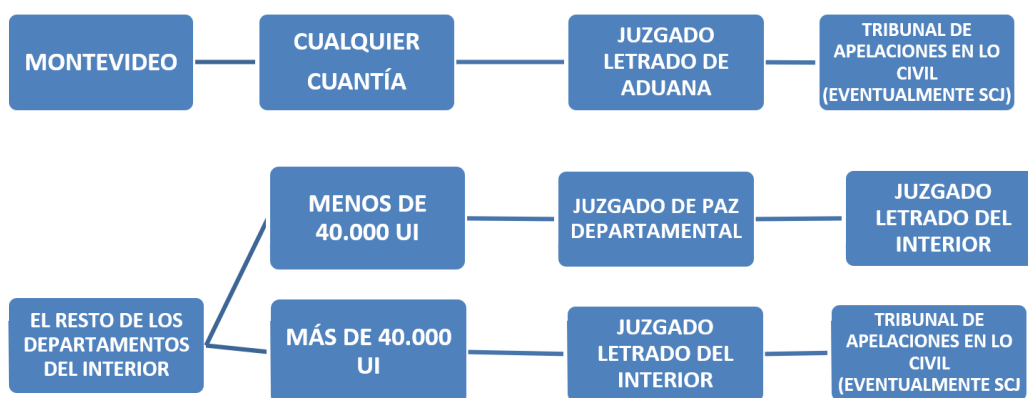 MONTEVIDEO
CUALQUIER
CUANTÍA
JUZGADO
LETRADO DE
ADUANA
TRIBUNAL DE
APELACIONES EN LO
CIVIL
(EVENTUALMENTE SCJ)
MENOS DE
40.000 UI
JUZGADO DE PAZ
DEPARTAMENTAL
JUZGADO
LETRADO DEL
INTERIOR
EL RESTO DE LOS
DEPARTAMENTOS
DEL INTERIOR
MÁS DE 40.000
UI
JUZGADO
LETRADO DEL
INTERIOR
TRIBUNAL DE
APELACIONES EN LO
CIVIL
(EVENTUALMENTE SCJ